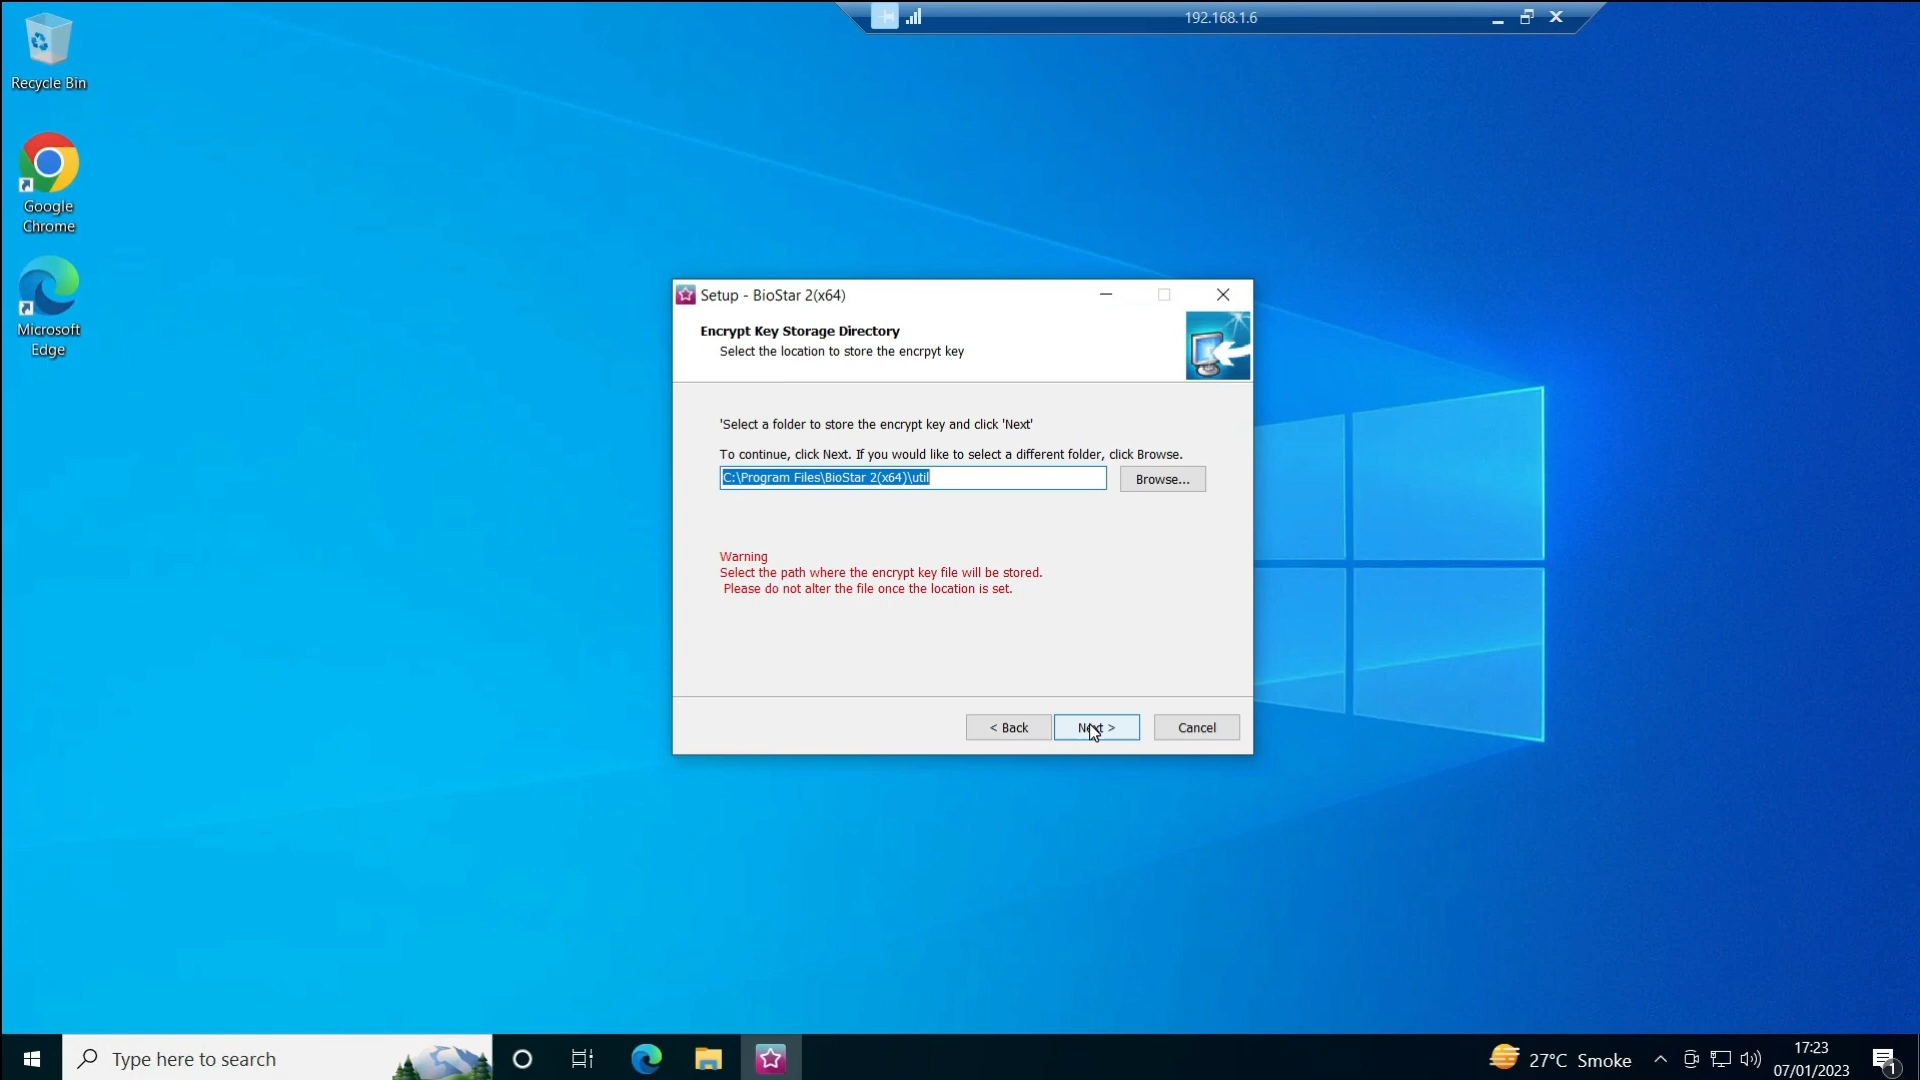 192.168.1.6
Recycle Bin
Google
Chrome
Microsoft
Edge
Setup - BioStar 2(x64)
Encrypt Key Storage Directory
Select the location to store the encrpyt key
'Select a folder to store the encrypt key and click 'Next'
To continue, click Next. If you would like to select a different folder, click Browse.
C:\Program Files\BioStar 2(x64)\util
Browse...
Warning
Select the path where the encrypt key file will be stored.
Please do not alter the file once the location is set.
< Back
Next >
Cancel
Type here to search
27°C Smoke
17:23
07/01/2023
1